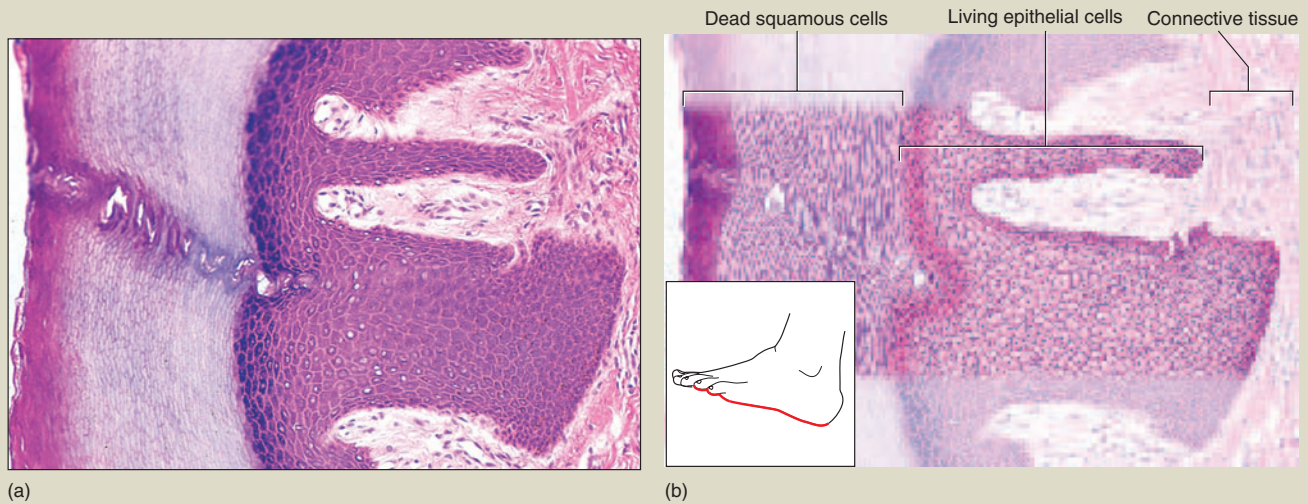 Dead squamous cells
Living epithelial cells
Connective tissue
(a)
(b)